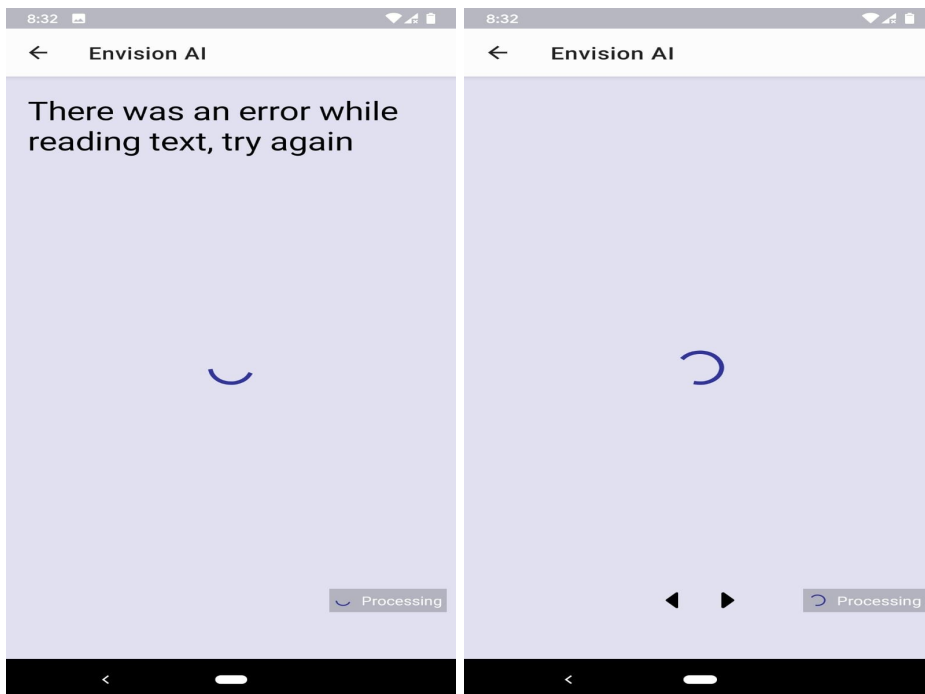 8:32
Envision AI
There was an error while
reading text, try again
Processing
8:32
Envision AI
Processing